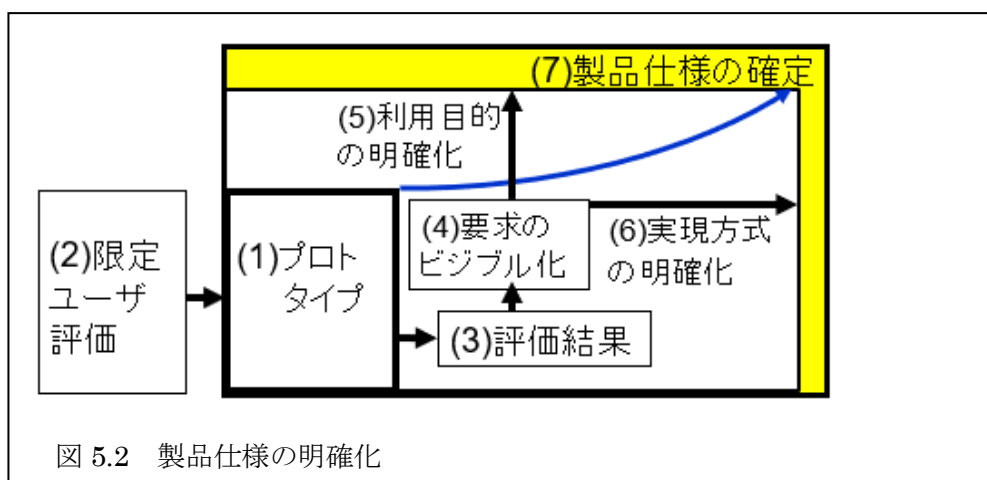 (7)製品仕様の確定
(5)利用目的
の明確化
(2)限定
ユーザ
評価
(1)プロト
タイプ
(4)要求の
ビジブル化
(6)実現方式
の明確化
(3)評価結果
図 5.2 製品仕様の明確化